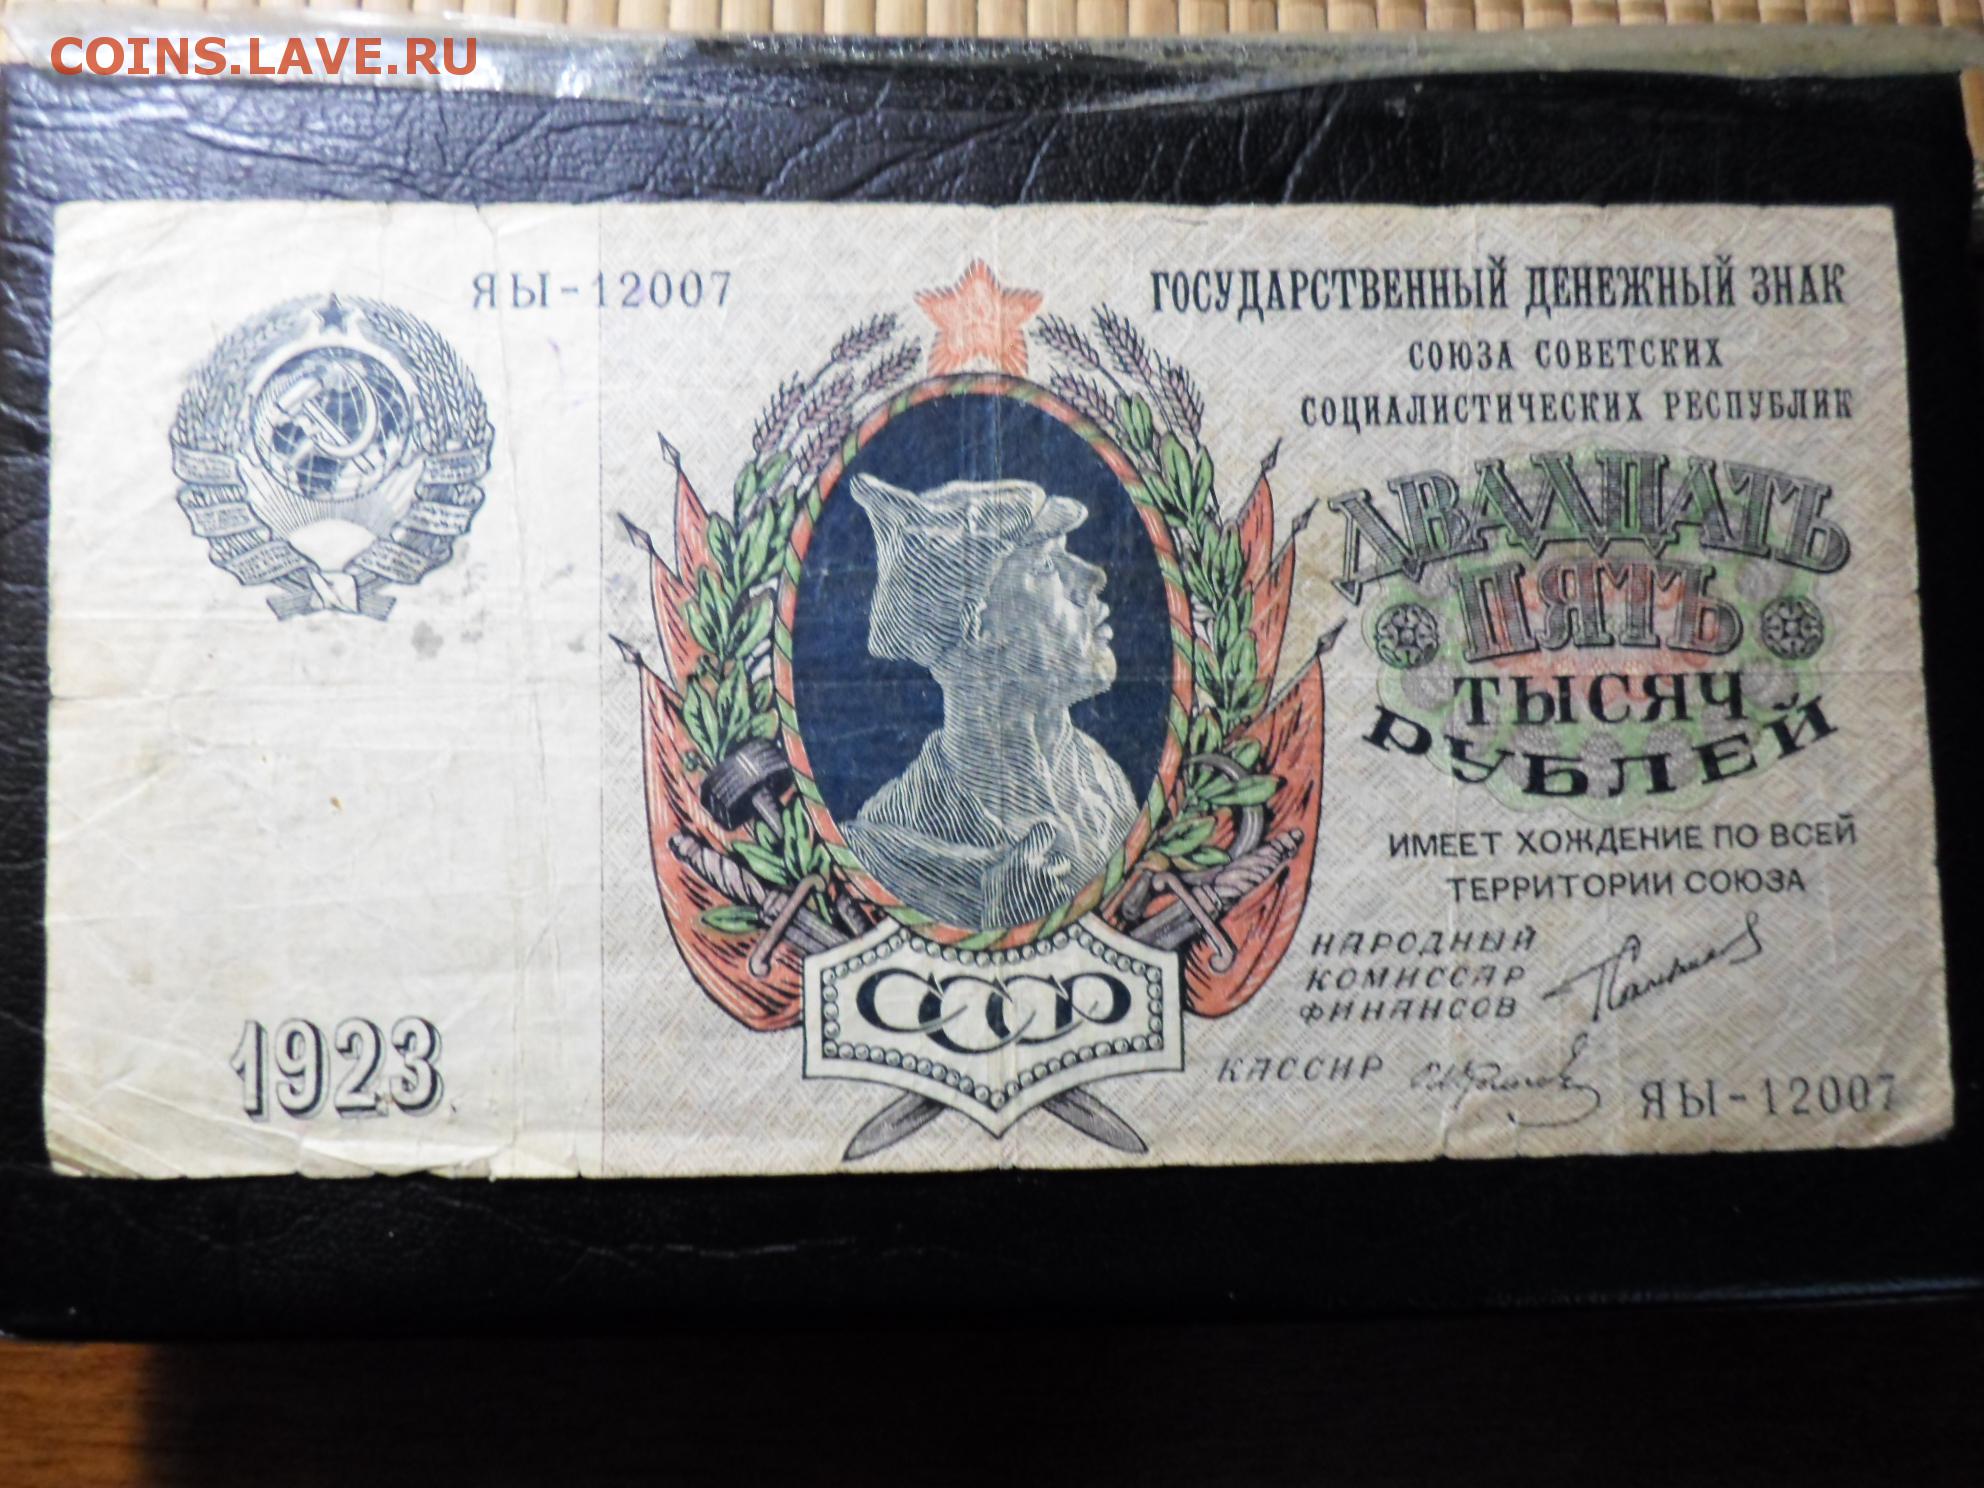 COINS.LAVE.RU
ЯЫ-12007
ГОСУДАРСТВЕННЫЙ ДЕНЕЖНЫЙ ЗНАК
СОЮЗА СОВЕТСКИХ
СОЦИАЛИСТИЧЕСКИХ РЕСПУБЛИК
ДВАДЦАТЬ
ПЯТЬ
ТЫСЯЧ
РУБЛЕЙ
ИМЕЕТ ХОЖДЕНИЕ ПО ВСЕЙ
ТЕРРИТОРИИ СОЮЗА
НАРОДНЫЙ
КОМИССАР
ФИНАНСОВ
КАССИР
ЯЫ-12007
СССР
1923